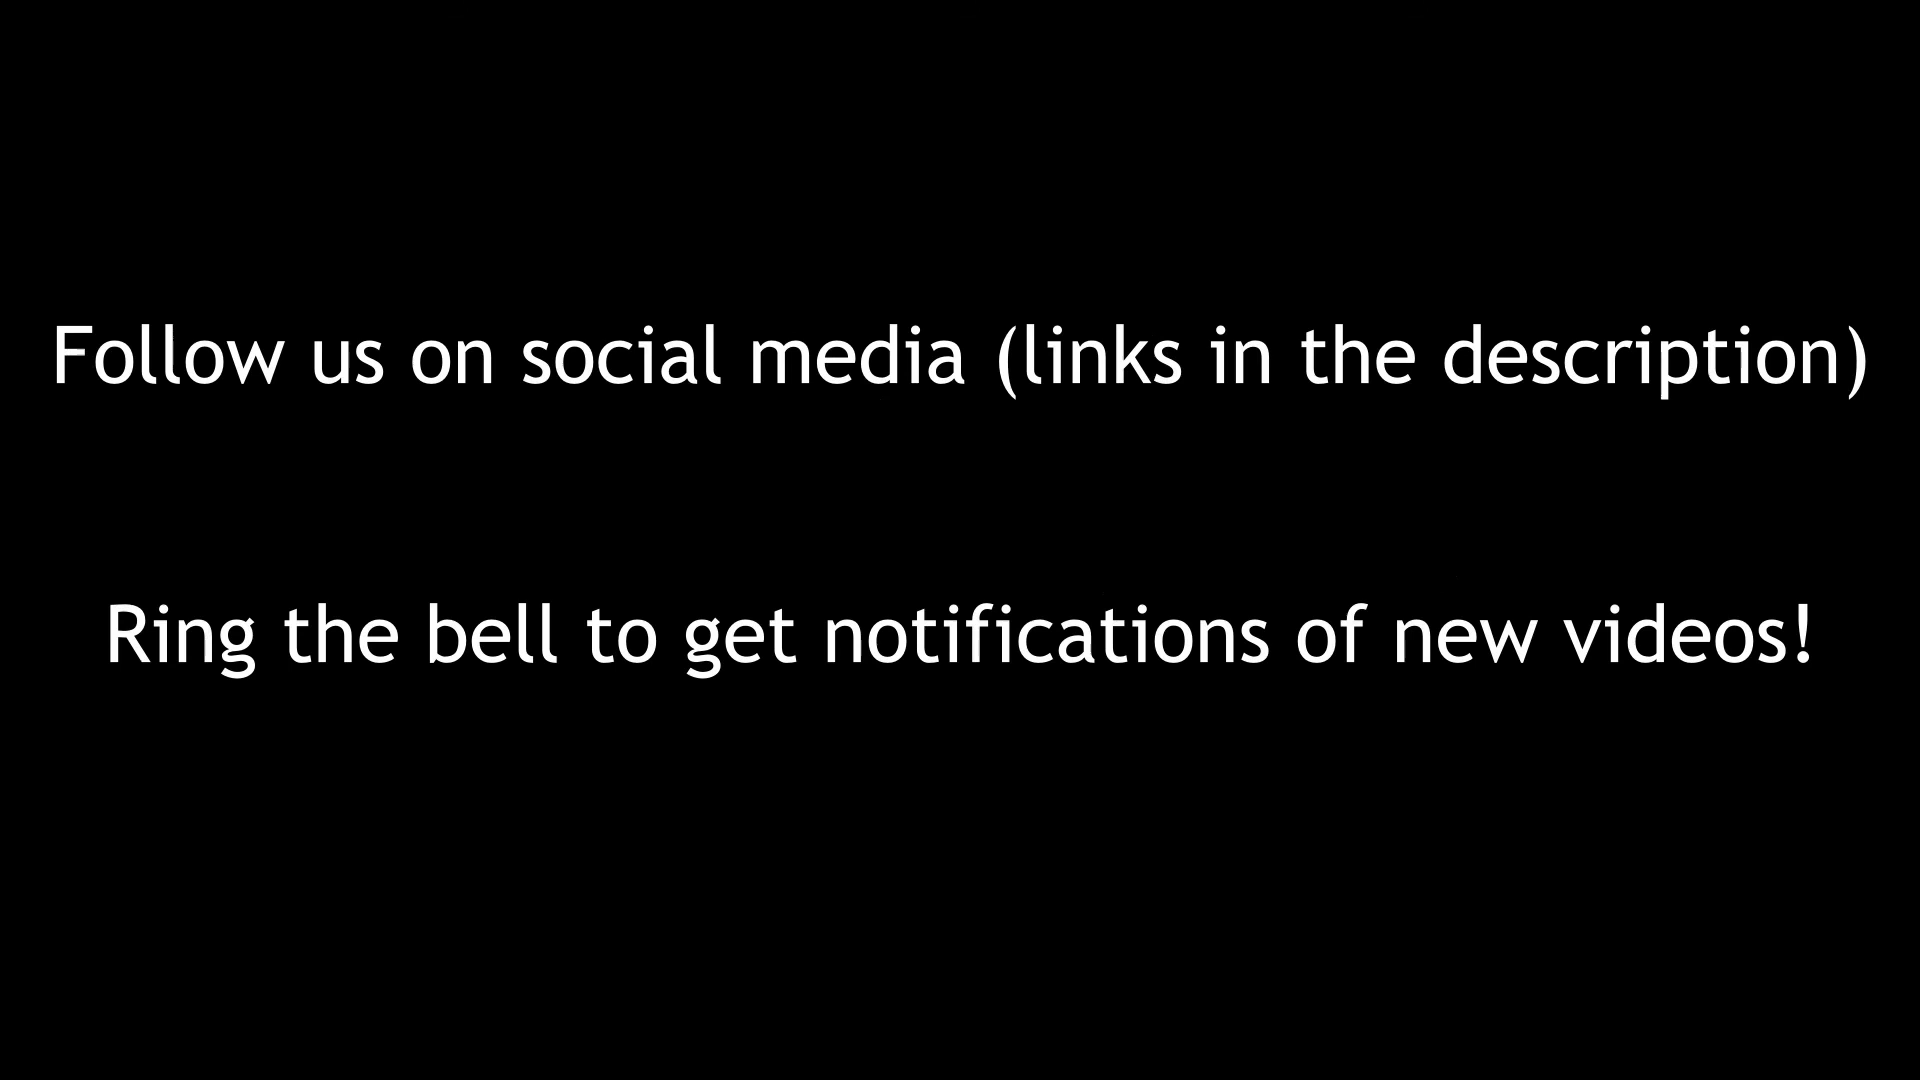 Follow us on social media (links in the description)
Ring the bell to get notifications of new videos!